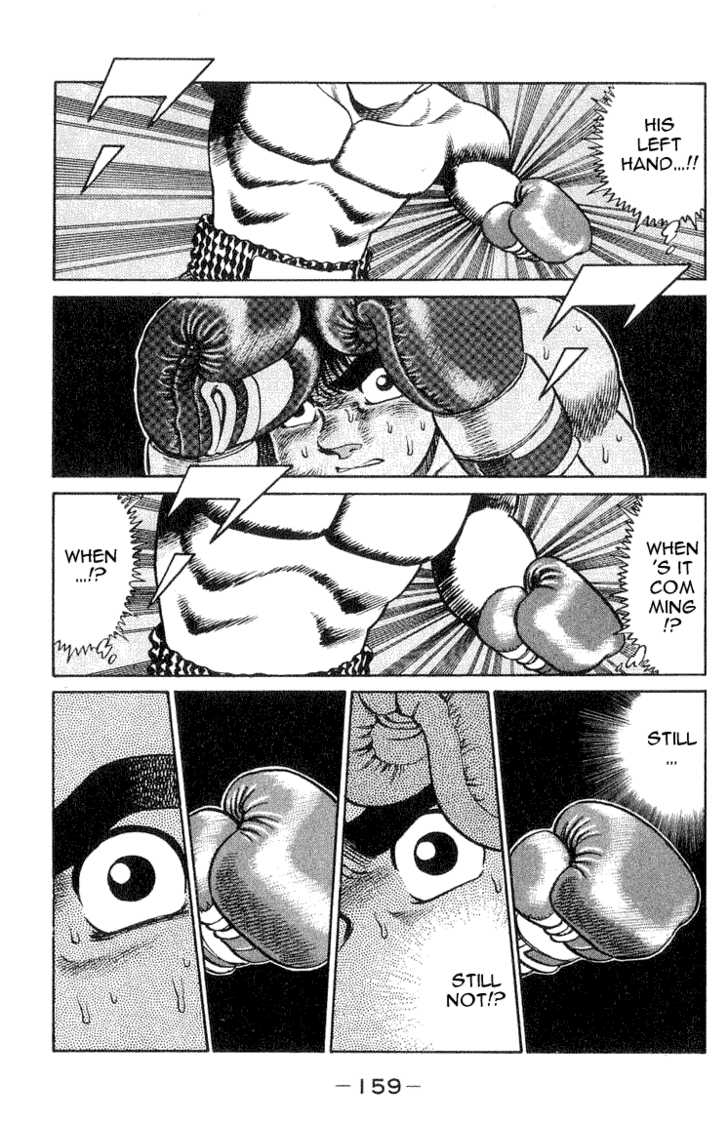 HIS
LEFT
HAND...!!
WHEN
'S IT
COM
MING
!?
WHEN
...!?
STILL
...
STILL
NOT!?
–159–